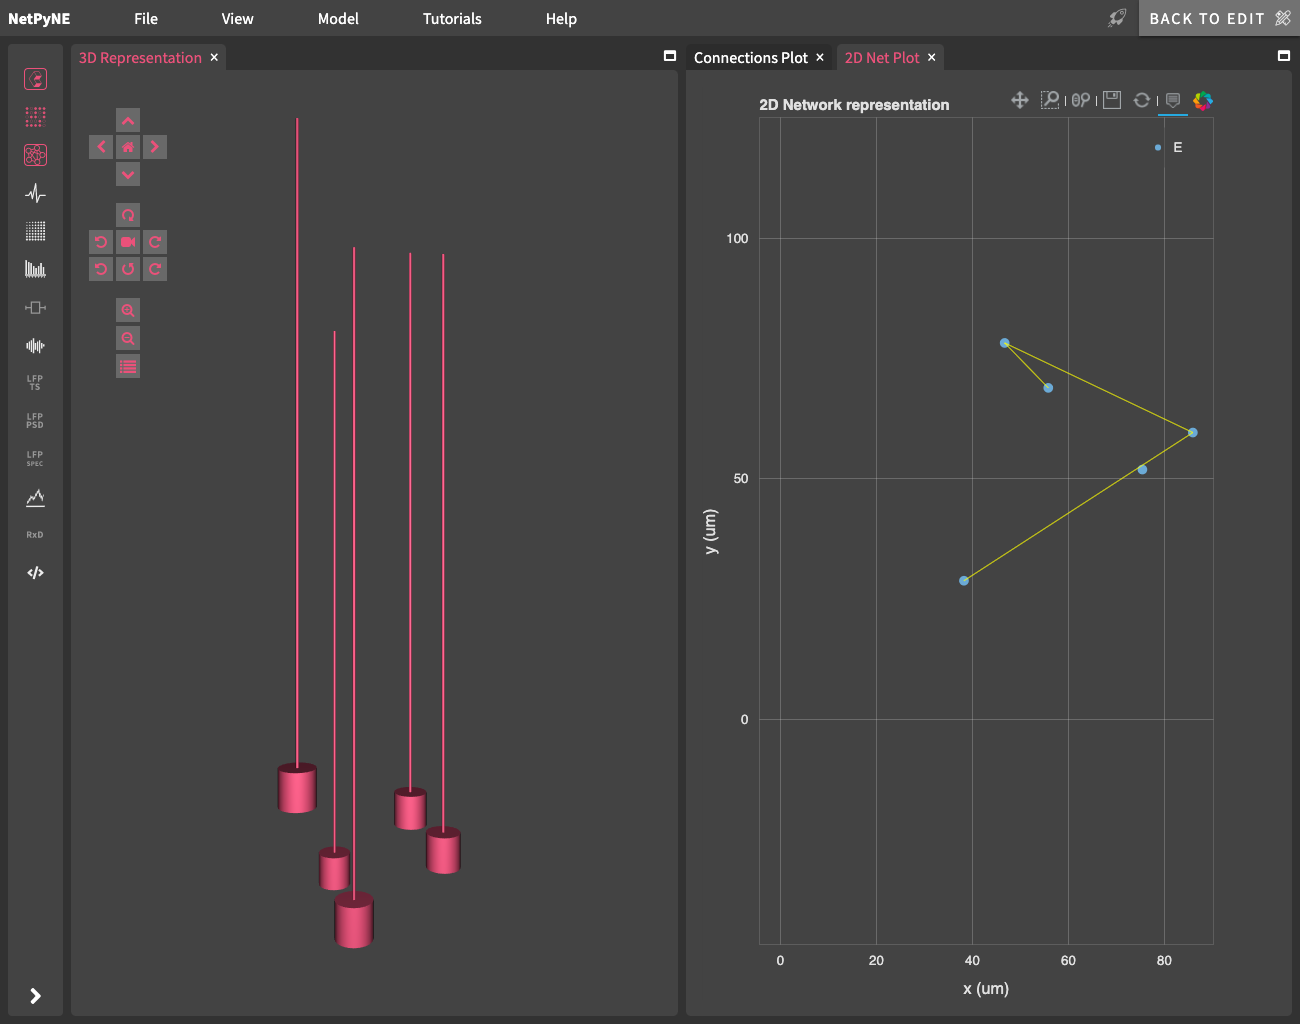 NetPyNE File View Model Tutorials Help BACK TO EDIT
3D Representation ×
Connections Plot × 2D Net Plot ×
LFP
TS
LFP
PSD
LFP
SPEC
RxD
</>
2D Network representation
E
100
50
0
y (um)
0 20 40 60 80
x (um)